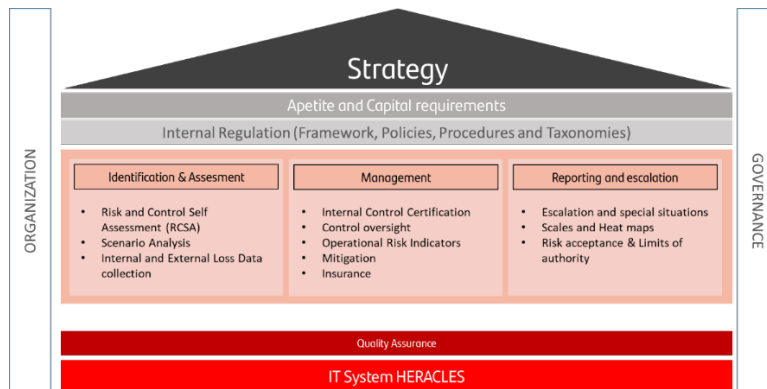 Strategy
Apetite and Capital requirements
Internal Regulation (Framework, Policies, Procedures and Taxonomies)
ORGANIZATION
Identification & Assesment
• Risk and Control Self
Assessment (RCSA)
• Scenario Analysis
• Internal and External Loss Data
collection
Management
• Internal Control Certification
• Control oversight
• Operational Risk Indicators
• Mitigation
• Insurance
Reporting and escalation
• Escalation and special situations
• Scales and Heat maps
• Risk acceptance & Limits of
authority
GOVERNANCE
Quality Assurance
IT System HERACLES